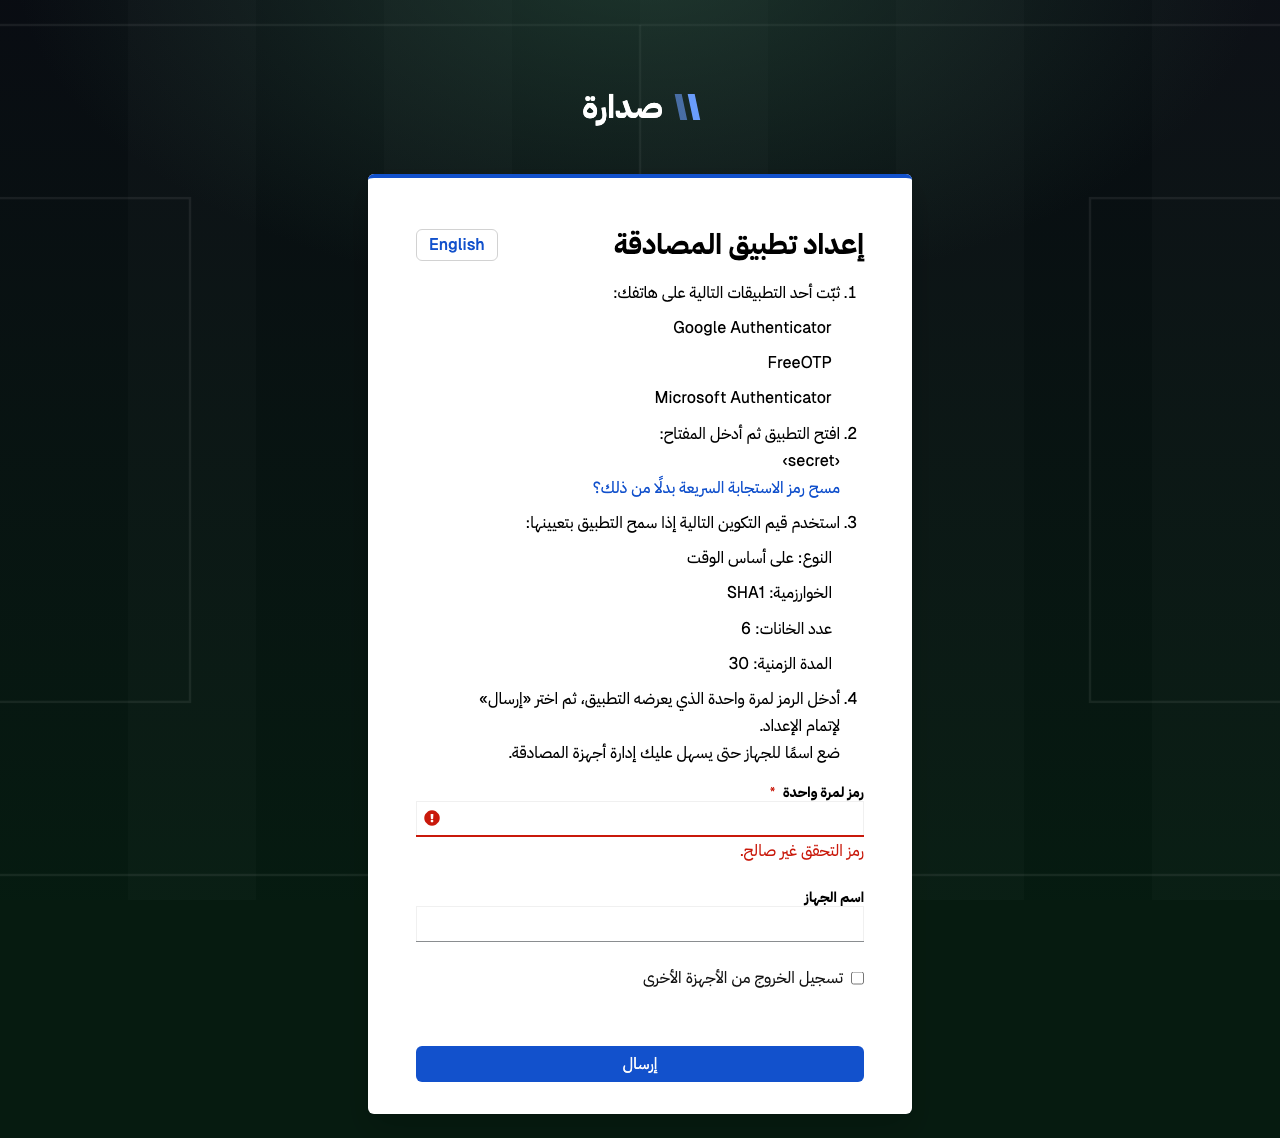 صدارة
إعداد تطبيق المصادقة
English
1. ثبّت أحد التطبيقات التالية على هاتفك:
Google Authenticator
FreeOTP
Microsoft Authenticator
2. افتح التطبيق ثم أدخل المفتاح:
‹secret›
مسح رمز الاستجابة السريعة بدلًا من ذلك؟
3. استخدم قيم التكوين التالية إذا سمح التطبيق بتعيينها:
النوع: على أساس الوقت
الخوارزمية: SHA1
عدد الخانات: 6
المدة الزمنية: 30
4. أدخل الرمز لمرة واحدة الذي يعرضه التطبيق، ثم اختر «إرسال»
لإتمام الإعداد.
ضع اسمًا للجهاز حتى يسهل عليك إدارة أجهزة المصادقة.
رمز لمرة واحدة *
رمز التحقق غير صالح.
اسم الجهاز
تسجيل الخروج من الأجهزة الأخرى
إرسال